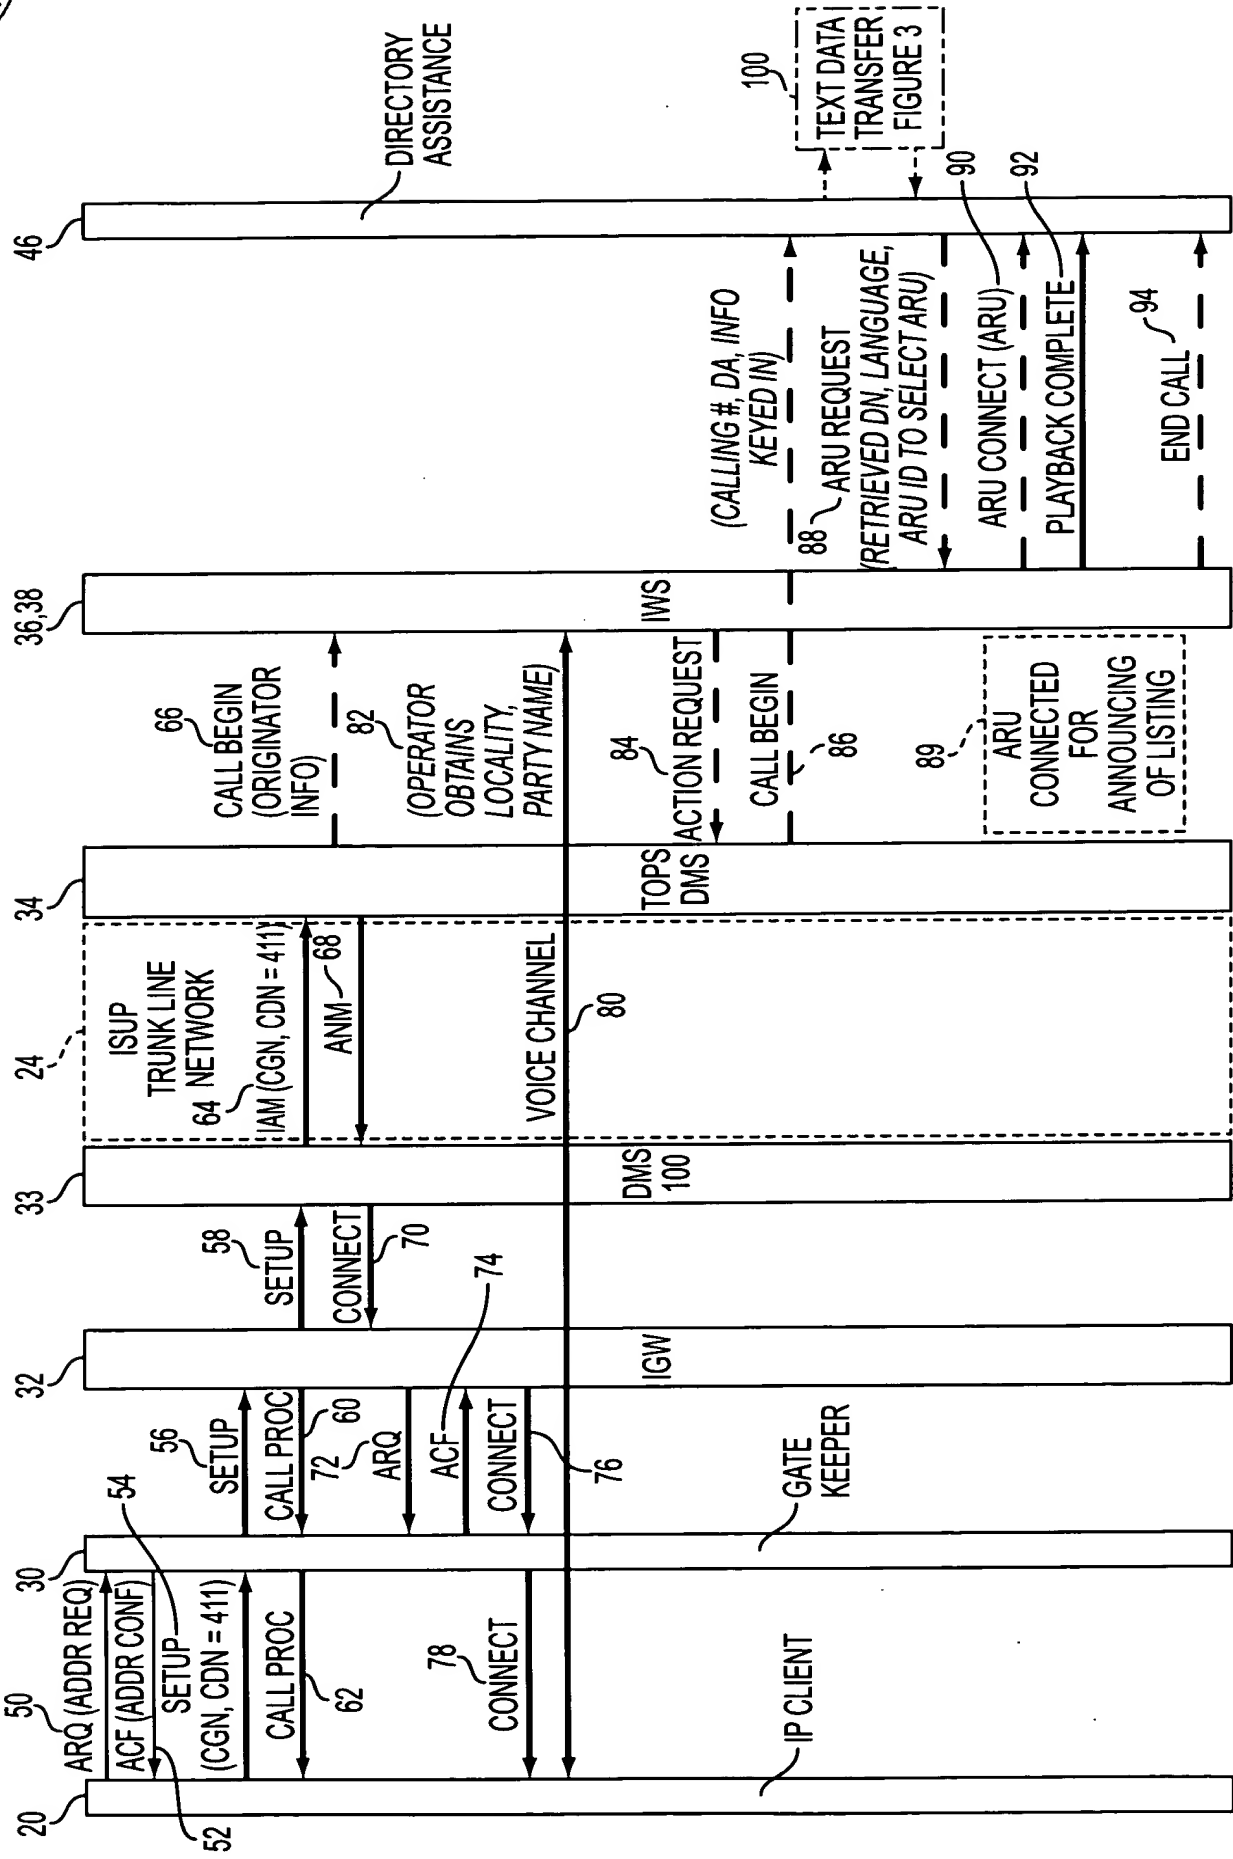 20
30
32
33
24
34
36,38
46
50
ARQ (ADDR REQ)
ACF (ADDR CONF)
52
54
SETUP
(CGN, CDN = 411)
CALL PROC
62
78
CONNECT
IP CLIENT
56
SETUP
CALL PROC
60
72
ARQ
ACF
74
CONNECT
76
GATE
KEEPER
58
SETUP
CONNECT
70
IGW
DMS
100
ISUP
TRUNK LINE
NETWORK
64
IAM (CGN, CDN = 411)
ANM
68
VOICE CHANNEL
80
TOPS
DMS
66
CALL BEGIN
(ORIGINATOR
INFO)
82
(OPERATOR
OBTAINS
LOCALITY,
PARTY NAME)
84
ACTION REQUEST
CALL BEGIN
86
89
ARU
CONNECTED
FOR
ANNOUNCING
OF LISTING
IWS
(CALLING #, DA, INFO
KEYED IN)
88
ARU REQUEST
(RETRIEVED DN, LANGUAGE,
ARU ID TO SELECT ARU)
ARU CONNECT (ARU)
90
PLAYBACK COMPLETE
92
END CALL
94
DIRECTORY
ASSISTANCE
100
TEXT DATA
TRANSFER
FIGURE 3